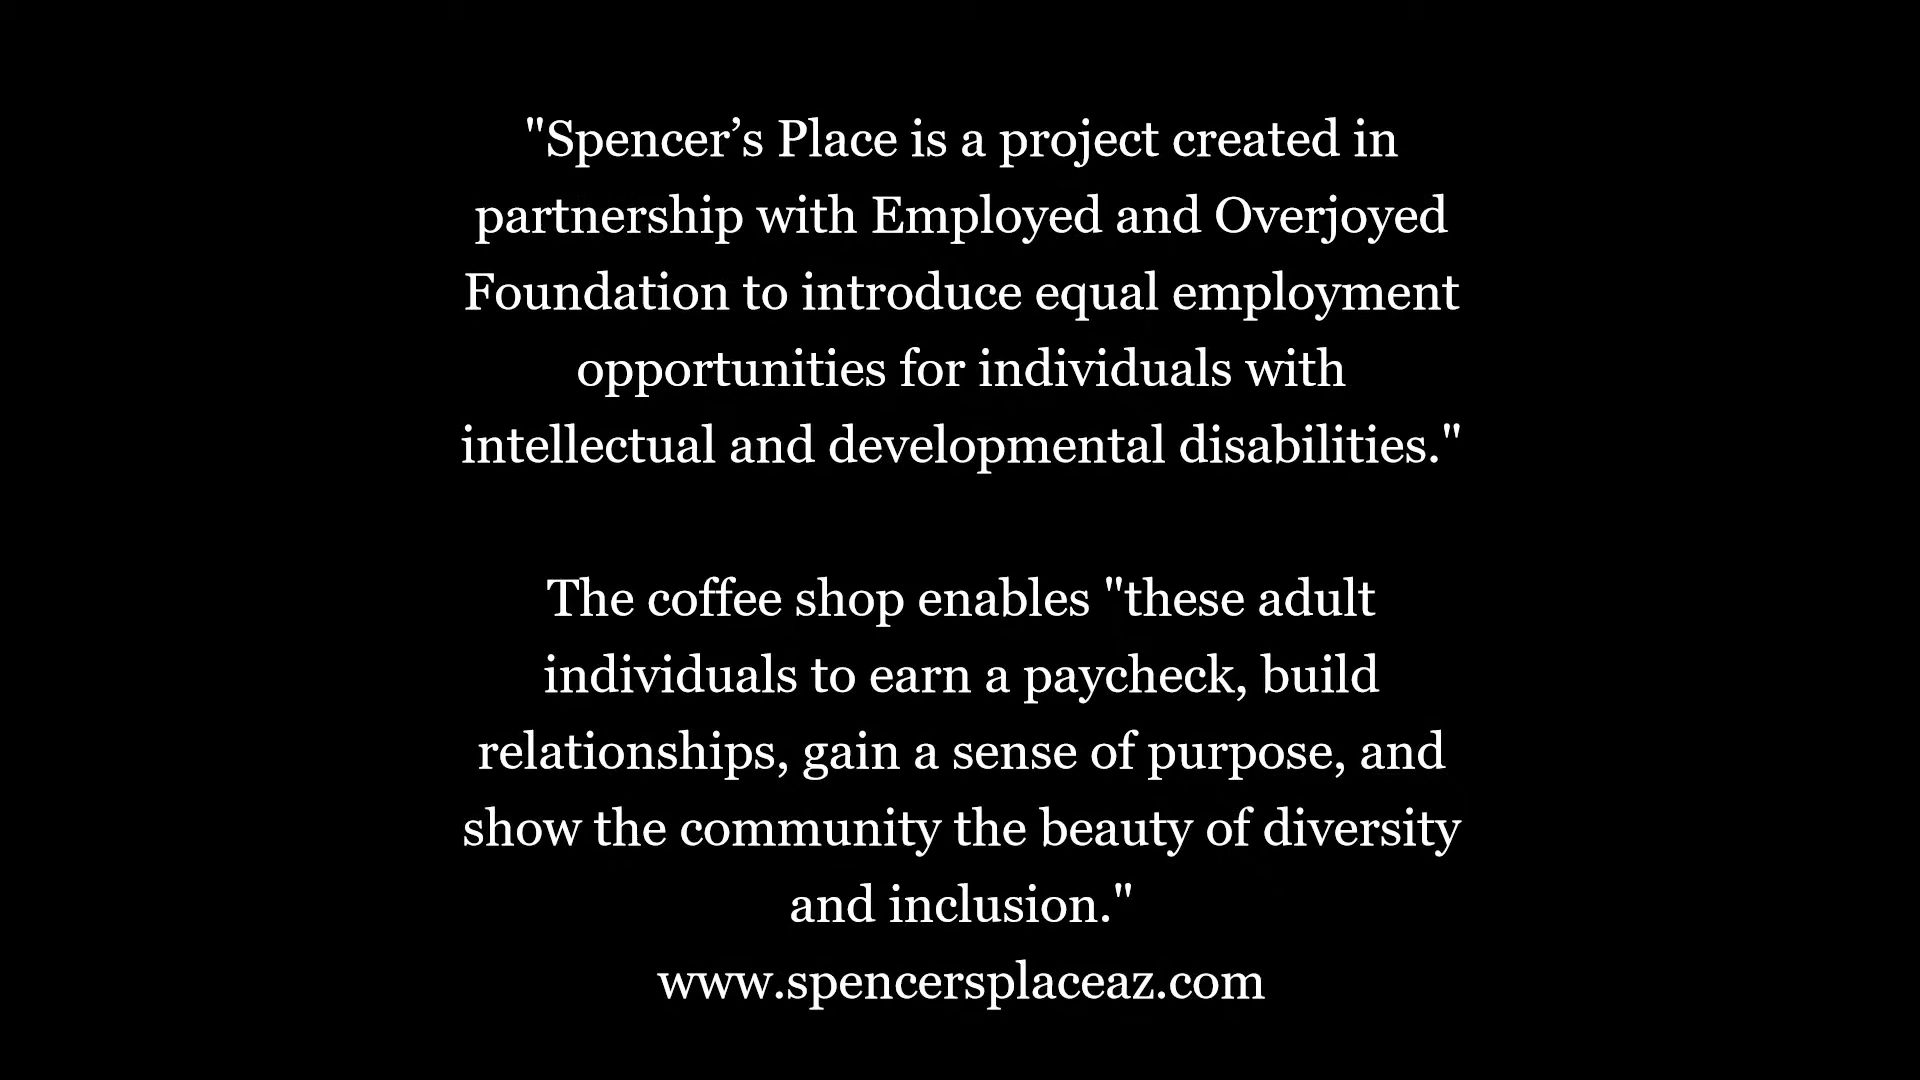 "Spencer’s Place is a project created in
partnership with Employed and Overjoyed
Foundation to introduce equal employment
opportunities for individuals with
intellectual and developmental disabilities."
The coffee shop enables "these adult
individuals to earn a paycheck, build
relationships, gain a sense of purpose, and
show the community the beauty of diversity
and inclusion."
www.spencersplaceaz.com